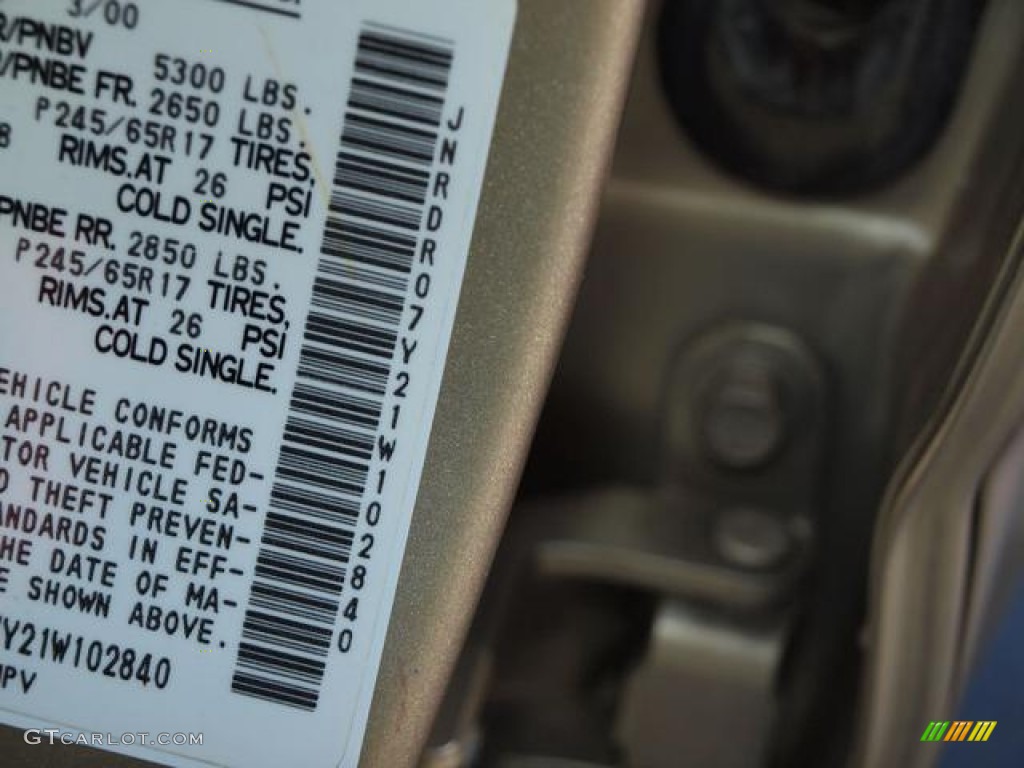 3/00
R/PNBV 5300 LBS.
/PNBE FR. 2650 LBS.
P245/65R17 TIRES,
8 RIMS.AT 26 PSI
COLD SINGLE.
PNBE RR. 2850 LBS.
P245/65R17 TIRES,
RIMS.AT 26 PSI
COLD SINGLE.
EHICLE CONFORMS
APPLICABLE FED-
TOR VEHICLE SA-
D THEFT PREVEN-
ANDARDS IN EFF-
HE DATE OF MA-
E SHOWN ABOVE.
Y21W102840
MPV
JNRDR07Y21W102840
GTCARLOT.COM